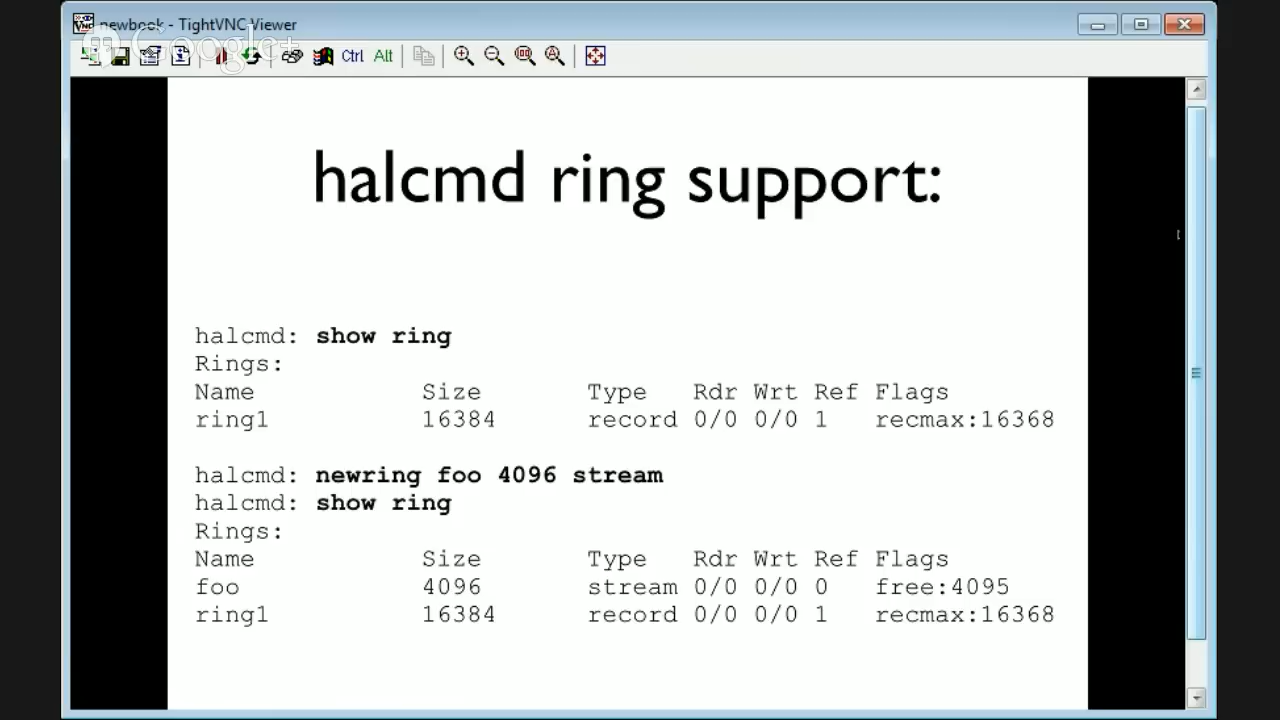 newbook - TightVNC Viewer
Google+
Ctrl Alt
halcmd ring support:
halcmd: show ring
Rings:
Name Size Type Rdr Wrt Ref Flags
ring1 16384 record 0/0 0/0 1 recmax:16368
halcmd: newring foo 4096 stream
halcmd: show ring
Rings:
Name Size Type Rdr Wrt Ref Flags
foo 4096 stream 0/0 0/0 0 free:4095
ring1 16384 record 0/0 0/0 1 recmax:16368